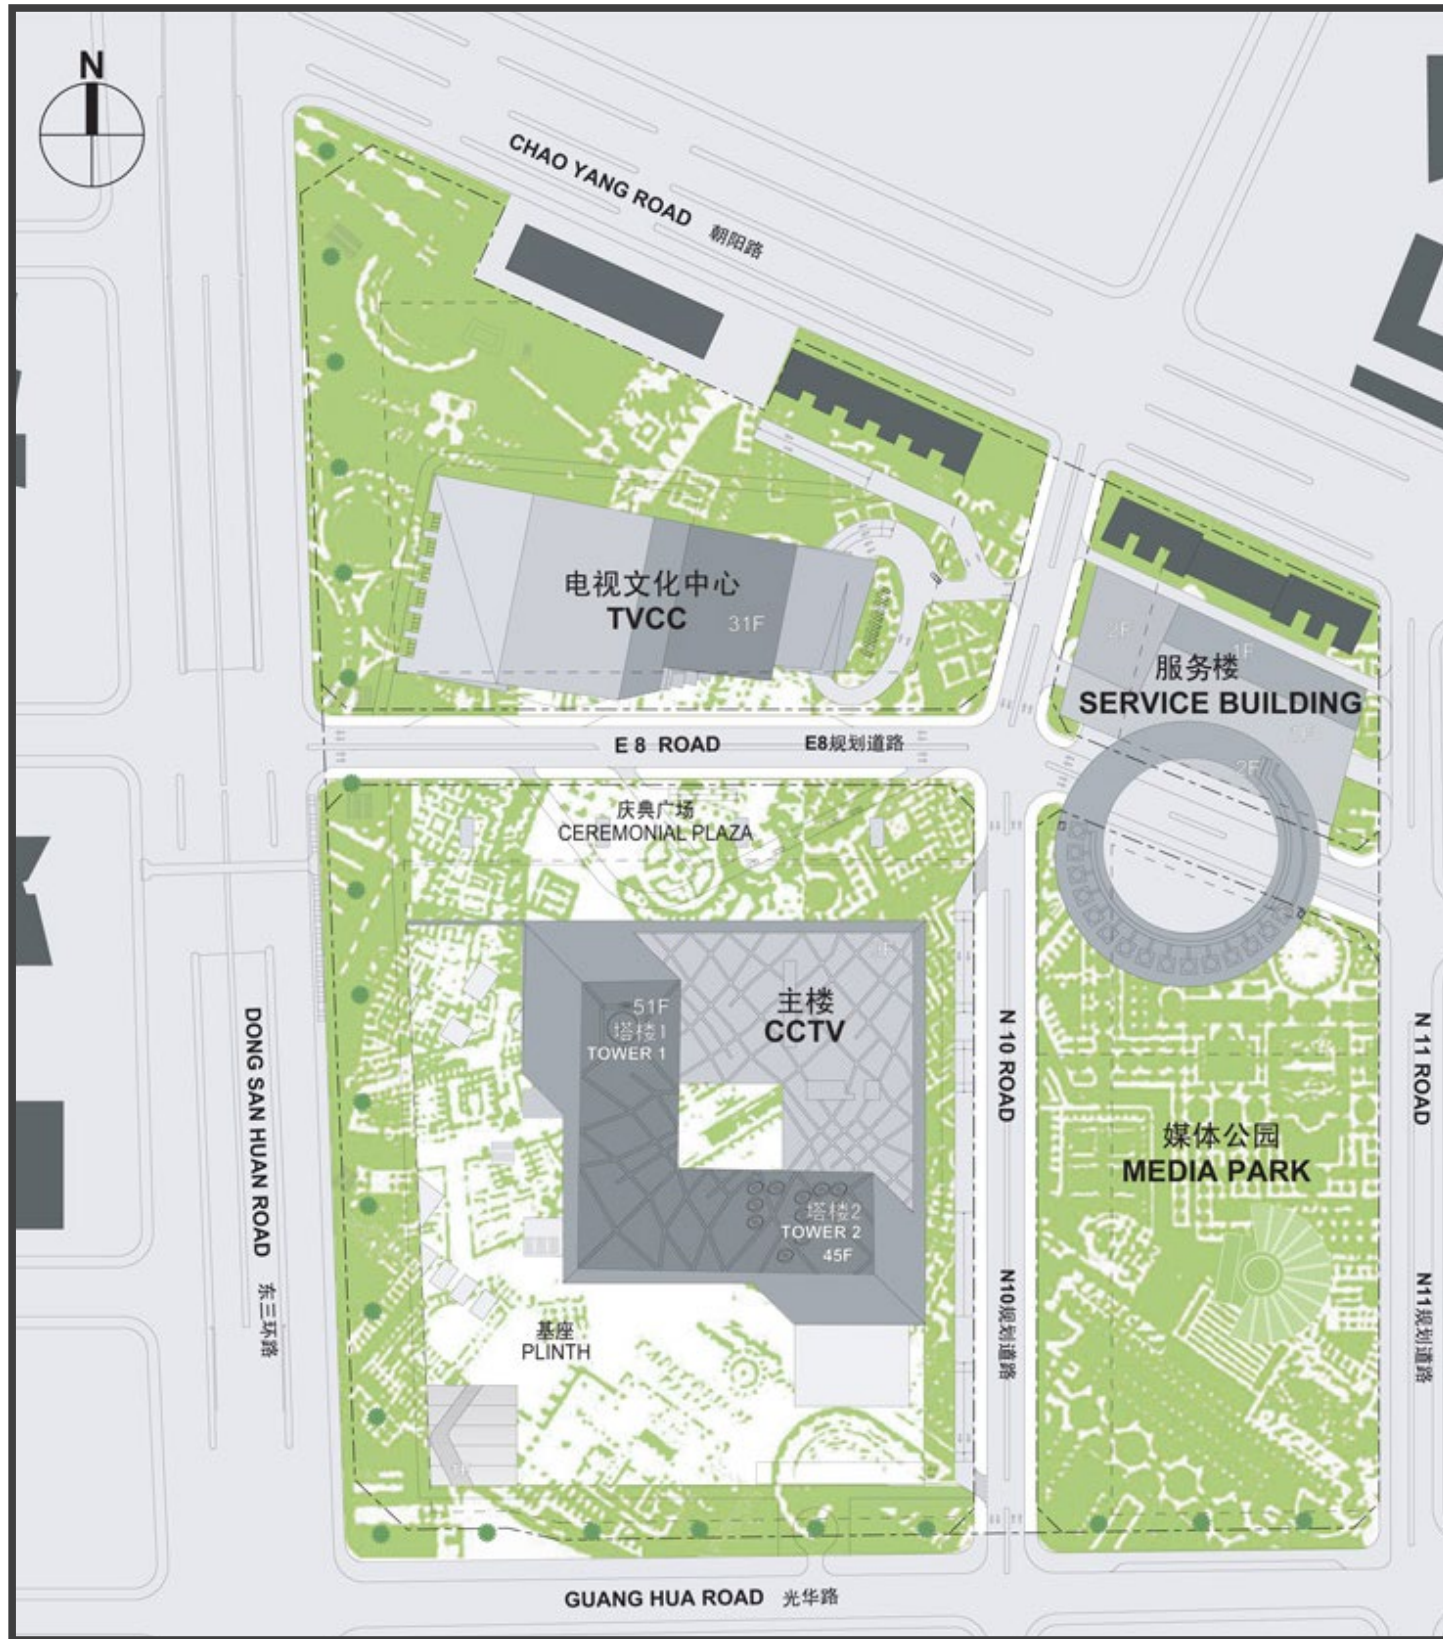 N
CHAO YANG ROAD 朝阳路
电视文化中心
TVCC
31F
2F
1F
服务楼
SERVICE BUILDING
2F
E 8 ROAD E8规划道路
庆典广场
CEREMONIAL PLAZA
51F
塔楼1
TOWER 1
主楼
CCTV
塔楼2
TOWER 2
45F
基座
PLINTH
媒体公园
MEDIA PARK
DONG SAN HUAN ROAD 东三环路
N 10 ROAD N10规划道路
N 11 ROAD N11规划道路
GUANG HUA ROAD 光华路